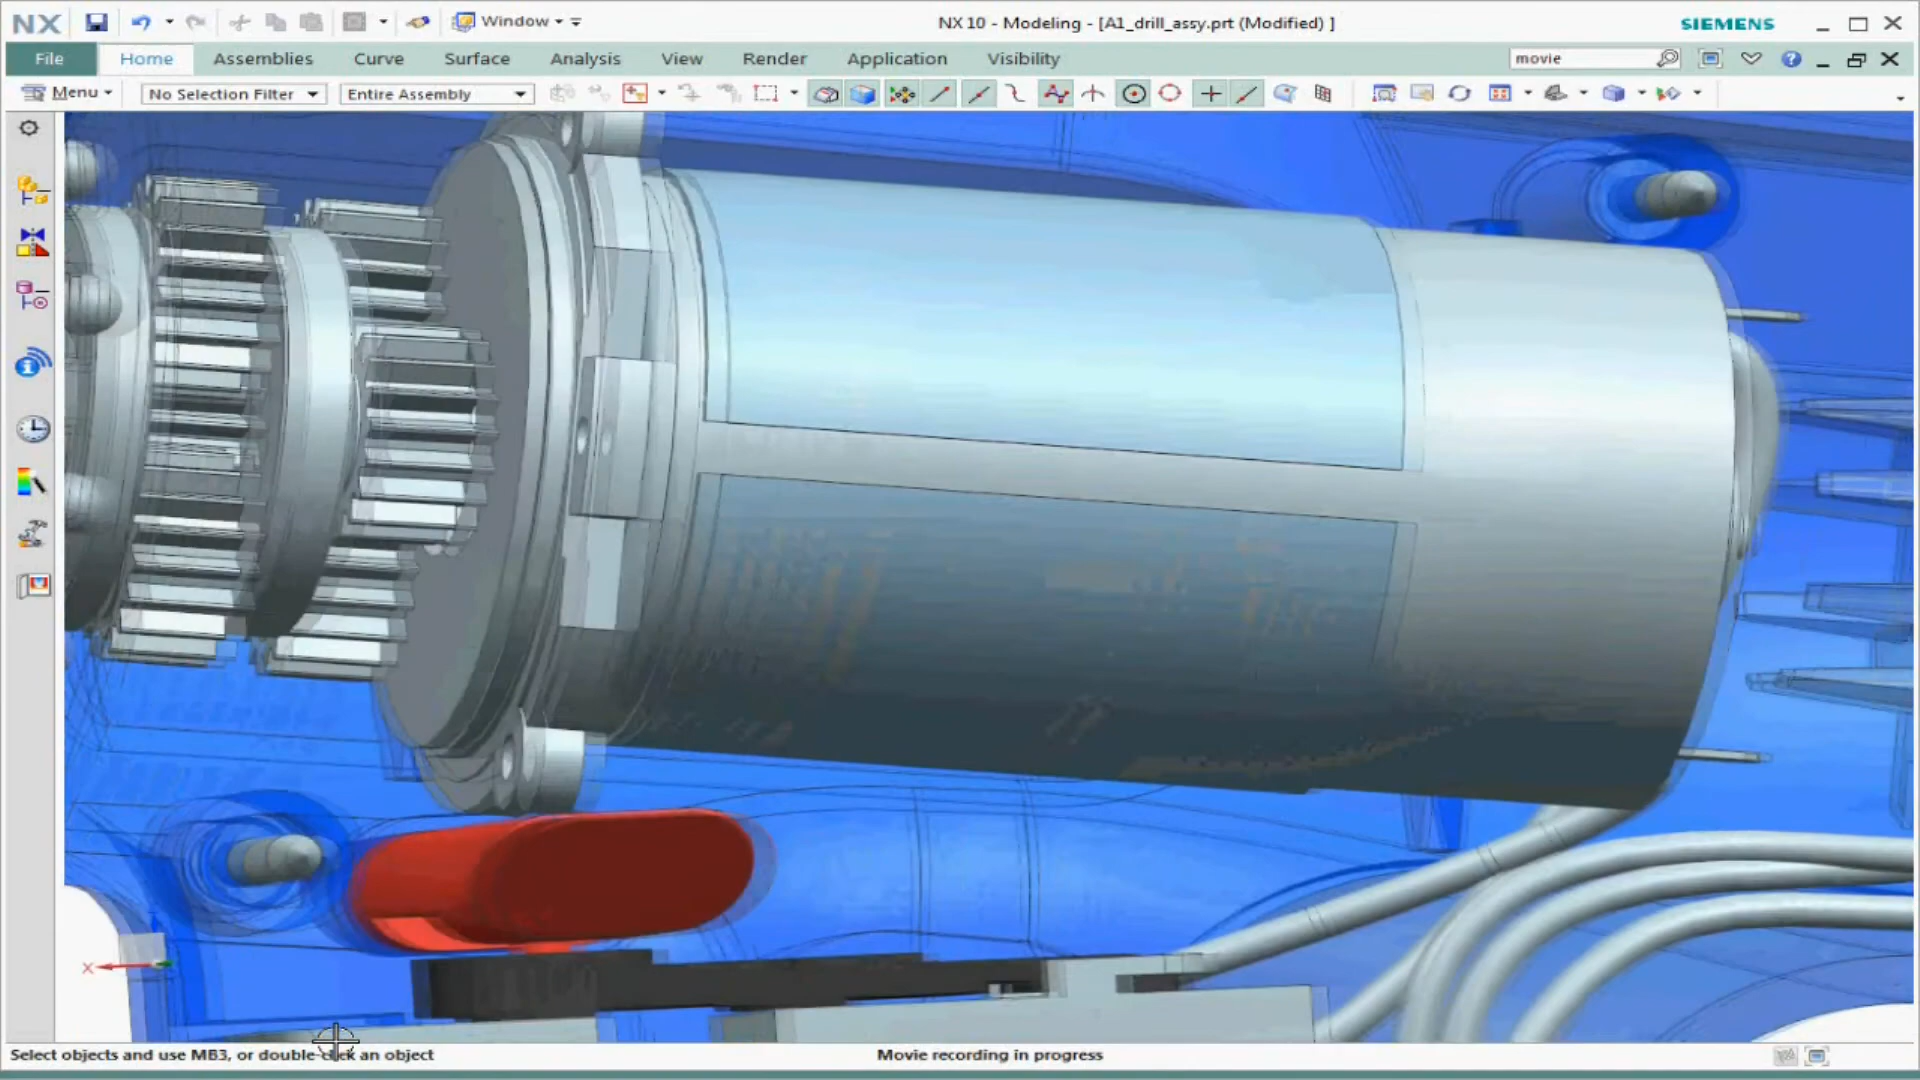 NX
Window
NX 10 - Modeling - [A1_drill_assy.prt (Modified) ]
SIEMENS
File
Home
Assemblies
Curve
Surface
Analysis
View
Render
Application
Visibility
movie
Menu
No Selection Filter
Entire Assembly
X
Select objects and use MB3, or double-click an object
Movie recording in progress